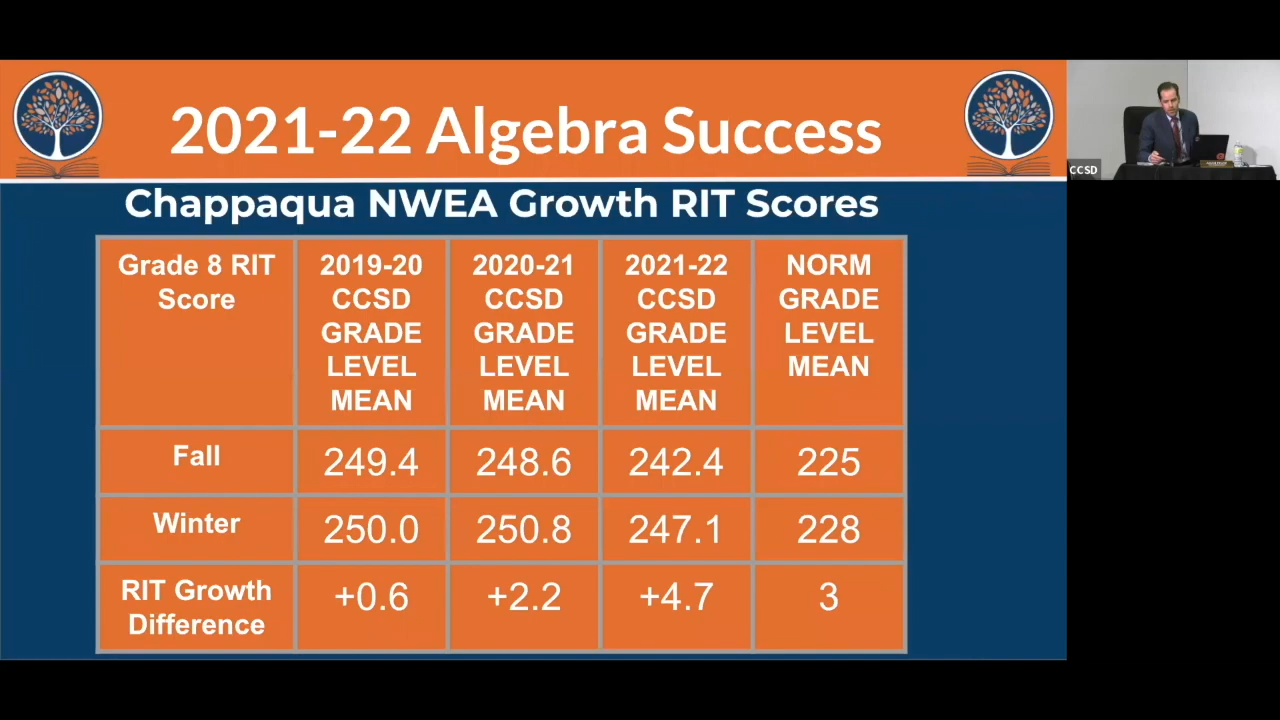 2021-22 Algebra Success
Chappaqua NWEA Growth RIT Scores
Grade 8 RIT
Score
2019-20
CCSD
GRADE
LEVEL
MEAN
2020-21
CCSD
GRADE
LEVEL
MEAN
2021-22
CCSD
GRADE
LEVEL
MEAN
NORM
GRADE
LEVEL
MEAN
Fall
249.4
248.6
242.4
225
Winter
250.0
250.8
247.1
228
RIT Growth
Difference
+0.6
+2.2
+4.7
3
CCSD